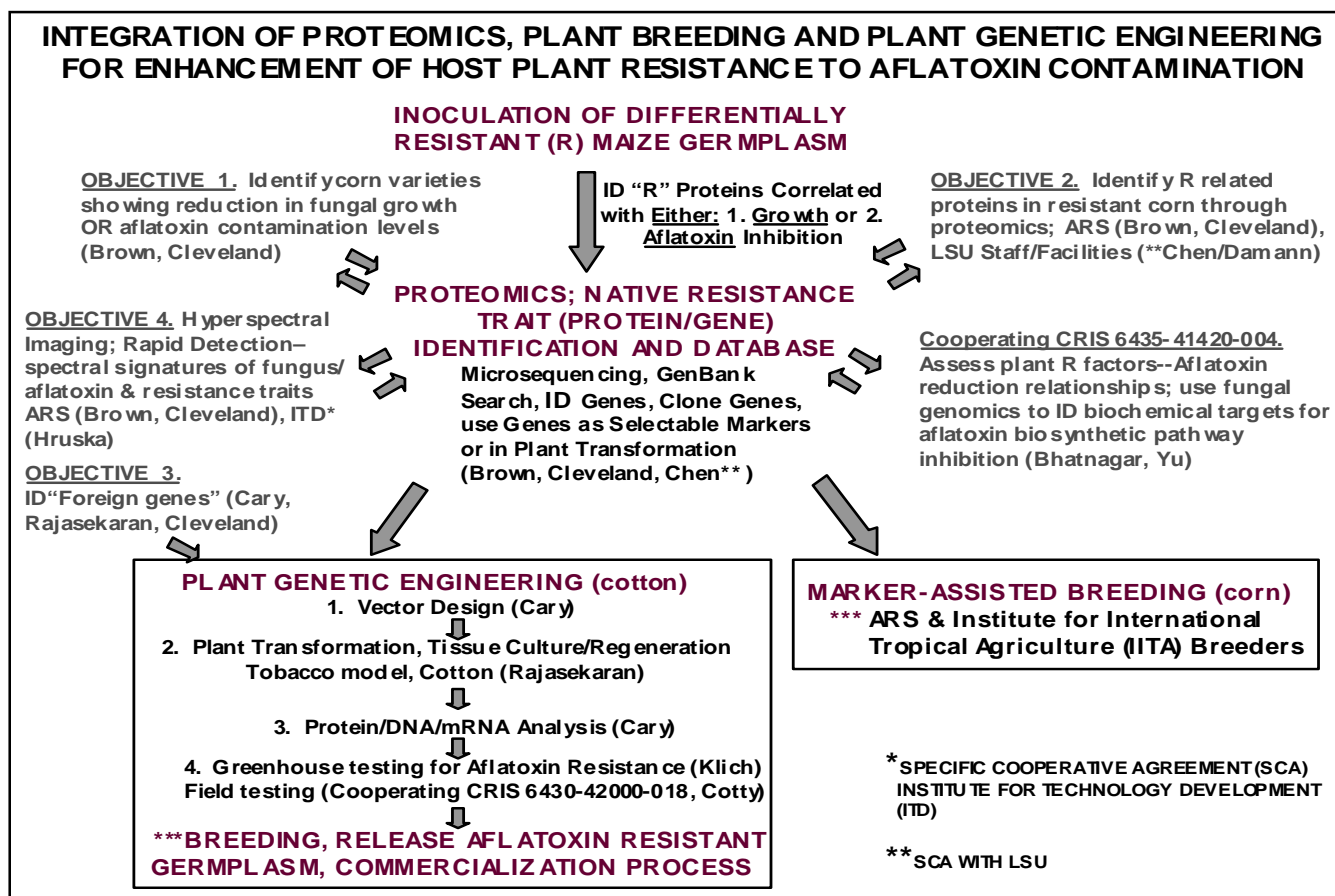 INTEGRATION OF PROTEOMICS, PLANT BREEDING AND PLANT GENETIC ENGINEERING
FOR ENHANCEMENT OF HOST PLANT RESISTANCE TO AFLATOXIN CONTAMINATION
INOCULATION OF DIFFERENTIALLY
RESISTANT (R) MAIZE GERMPLASM
OBJECTIVE 1. Identify corn varieties
showing reduction in fungal growth
OR aflatoxin contamination levels
(Brown, Cleveland)
ID “R” Proteins Correlated
with Either: 1. Growth or 2.
Aflatoxin Inhibition
OBJECTIVE 2. Identify R related
proteins in resistant corn through
proteomics; ARS (Brown, Cleveland),
LSU Staff/Facilities (**Chen/Damann)
PROTEOMICS; NATIVE RESISTANCE
TRAIT (PROTEIN/GENE)
IDENTIFICATION AND DATABASE
Microsequencing, GenBank
Search, ID Genes, Clone Genes,
use Genes as Selectable Markers
or in Plant Transformation
(Brown, Cleveland, Chen** )
OBJECTIVE 4. Hyperspectral
Imaging; Rapid Detection–
spectral signatures of fungus/
aflatoxin & resistance traits
ARS (Brown, Cleveland), ITD*
(Hruska)
Cooperating CRIS 6435-41420-004.
Assess plant R factors--Aflatoxin
reduction relationships; use fungal
genomics to ID biochemical targets for
aflatoxin biosynthetic pathway
inhibition (Bhatnagar, Yu)
OBJECTIVE 3.
ID“Foreign genes” (Cary,
Rajasekaran, Cleveland)
PLANT GENETIC ENGINEERING (cotton)
1. Vector Design (Cary)
2. Plant Transformation, Tissue Culture/Regeneration
Tobacco model, Cotton (Rajasekaran)
3. Protein/DNA/mRNA Analysis (Cary)
4. Greenhouse testing for Aflatoxin Resistance (Klich)
Field testing (Cooperating CRIS 6430-42000-018, Cotty)
***BREEDING, RELEASE AFLATOXIN RESISTANT
GERMPLASM, COMMERCIALIZATION PROCESS
MARKER-ASSISTED BREEDING (corn)
*** ARS & Institute for International
Tropical Agriculture (IITA) Breeders
*SPECIFIC COOPERATIVE AGREEMENT (SCA)
INSTITUTE FOR TECHNOLOGY DEVELOPMENT
(ITD)
**SCA WITH LSU